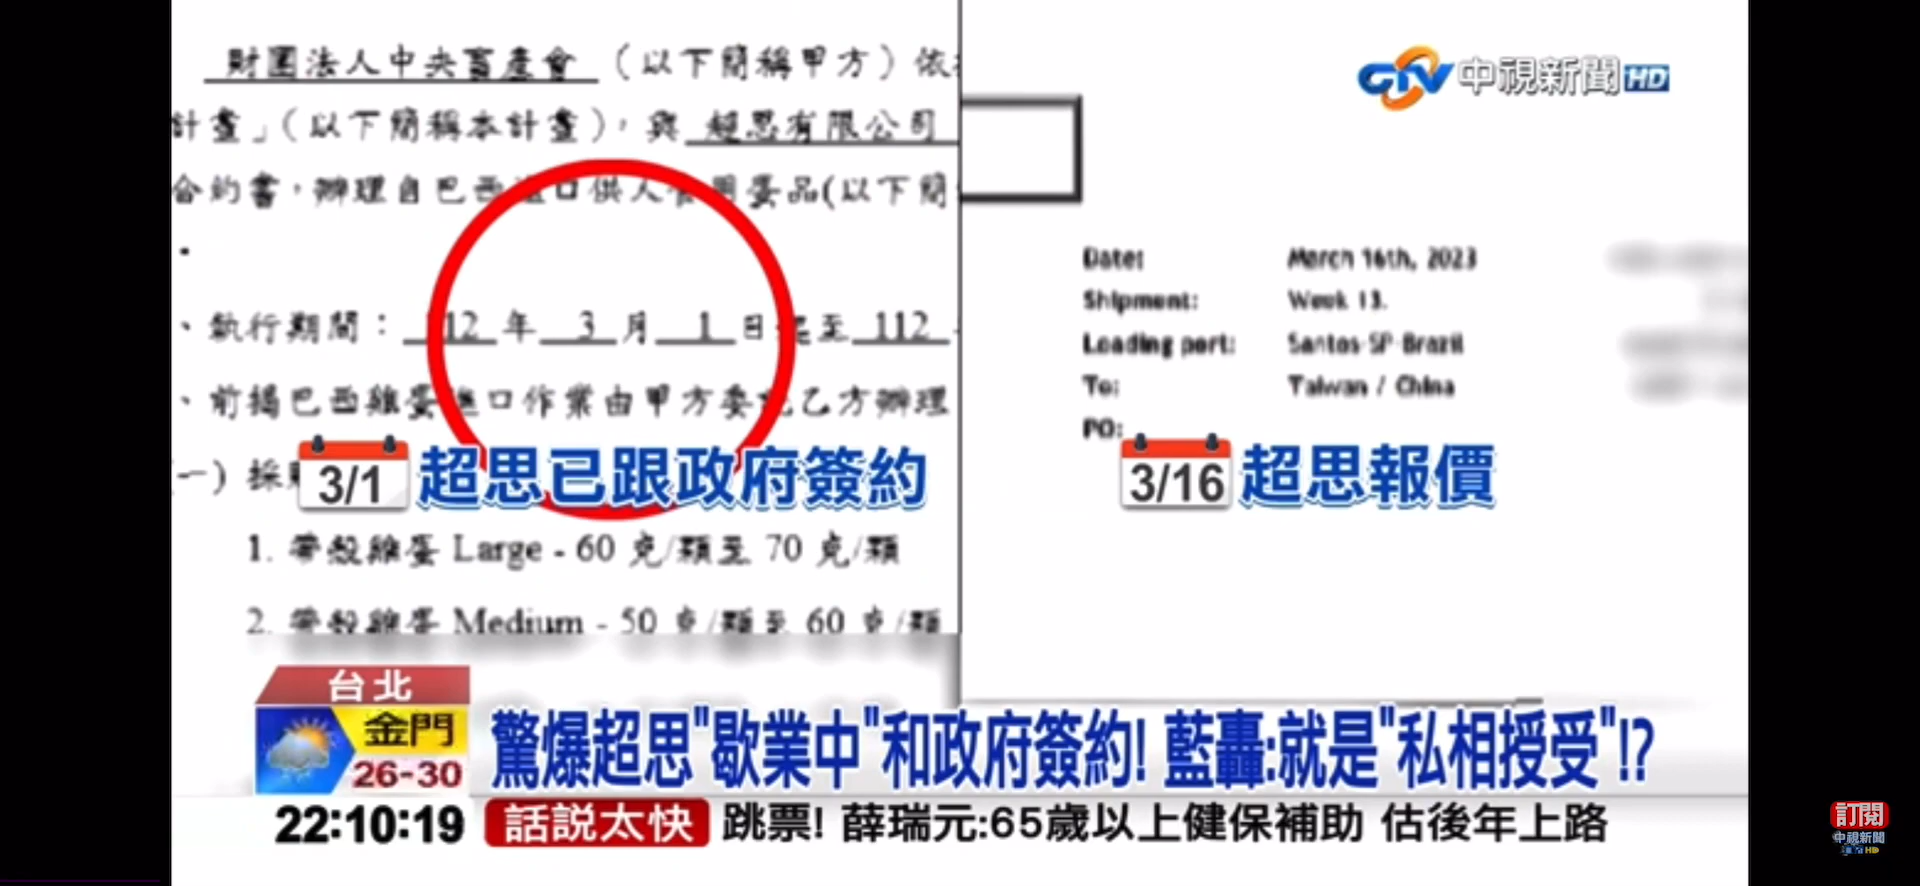 財團法人中央畜產會（以下簡稱甲方）依
計畫」（以下簡稱本計畫），與 超思有限公司
合約書，辦理自巴西進口供人食用蛋品(以下簡
、執行期間： 112 年 3 月 1 日起至 112
、前揭巴西雞蛋進口作業由甲方委託乙方辦理
(一) 採
3/1 超思已跟政府簽約
1. 帶殼雞蛋 Large - 60 克/顆至 70 克/顆
2. 帶殼雞蛋 Medium - 50 克/顆至 60 克/顆
CTV 中視新聞 HD
Date: March 16th, 2023
Shipment: Week 13.
Loading port: Santos-SP-Brazil
To: Taiwan / China
PO:
3/16 超思報價
台北
金門
26-30
驚爆超思"歇業中"和政府簽約! 藍轟:就是"私相授受"!?
22:10:19 話說太快 跳票! 薛瑞元:65歲以上健保補助 估後年上路
訂閱
中視新聞
HD